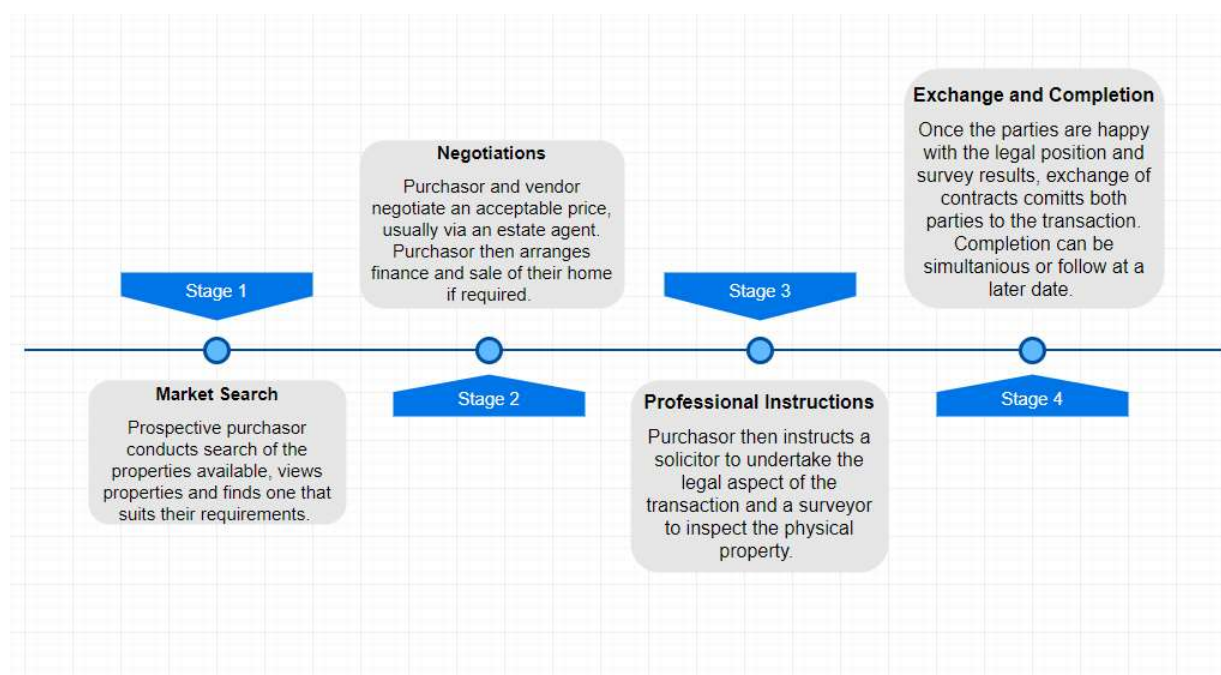 Stage 1
Market Search
Prospective purchasor
conducts search of the
properties available, views
properties and finds one that
suits their requirements.
Negotiations
Purchasor and vendor
negotiate an acceptable price,
usually via an estate agent.
Purchasor then arranges
finance and sale of their home
if required.
Stage 2
Stage 3
Professional Instructions
Purchasor then instructs a
solicitor to undertake the
legal aspect of the
transaction and a surveyor
to inspect the physical
property.
Exchange and Completion
Once the parties are happy
with the legal position and
survey results, exchange of
contracts comitts both
parties to the transaction.
Completion can be
simultanious or follow at a
later date.
Stage 4